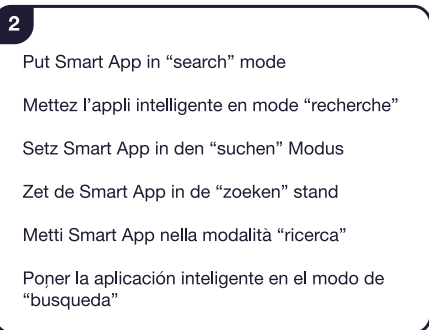 2
Put Smart App in “search” mode
Mettez l’appli intelligente en mode “recherche”
Setz Smart App in den “suchen” Modus
Zet de Smart App in de “zoeken” stand
Metti Smart App nella modalità “ricerca”
Poner la aplicación inteligente en el modo de
“busqueda”